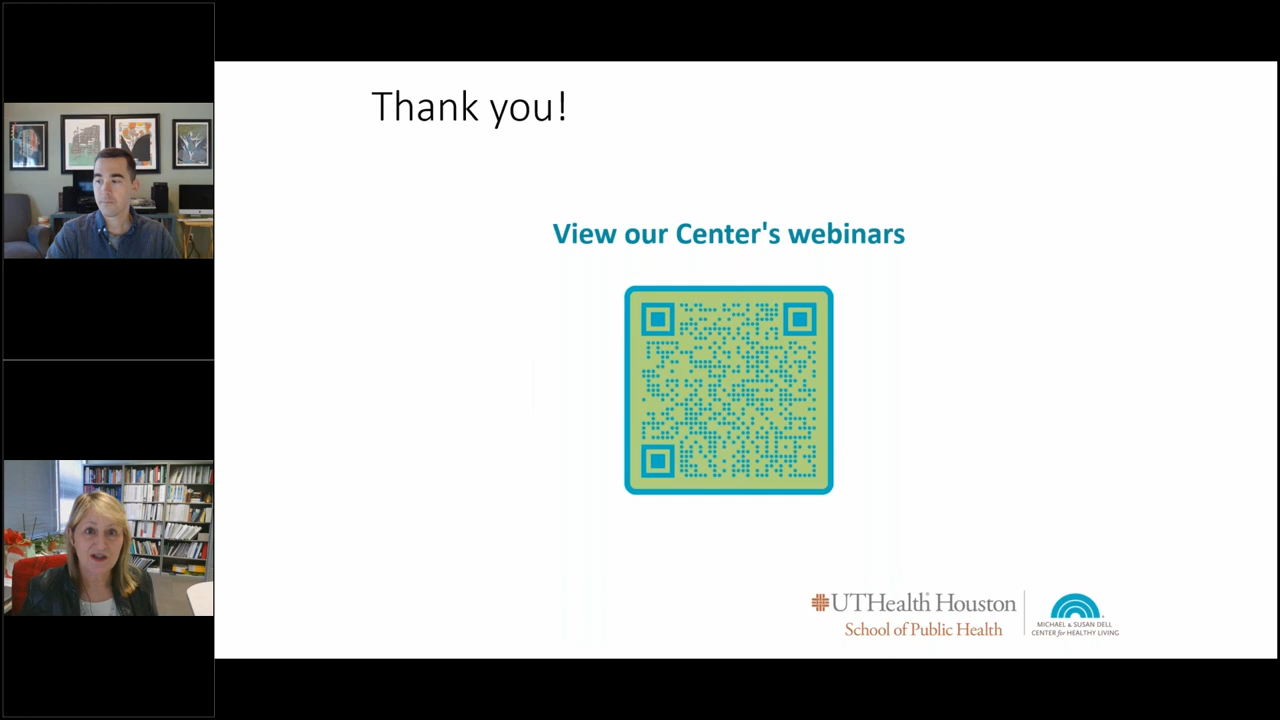 Thank you!
View our Center's webinars
UTHealth® Houston
School of Public Health
MICHAEL & SUSAN DELL
CENTER for HEALTHY LIVING